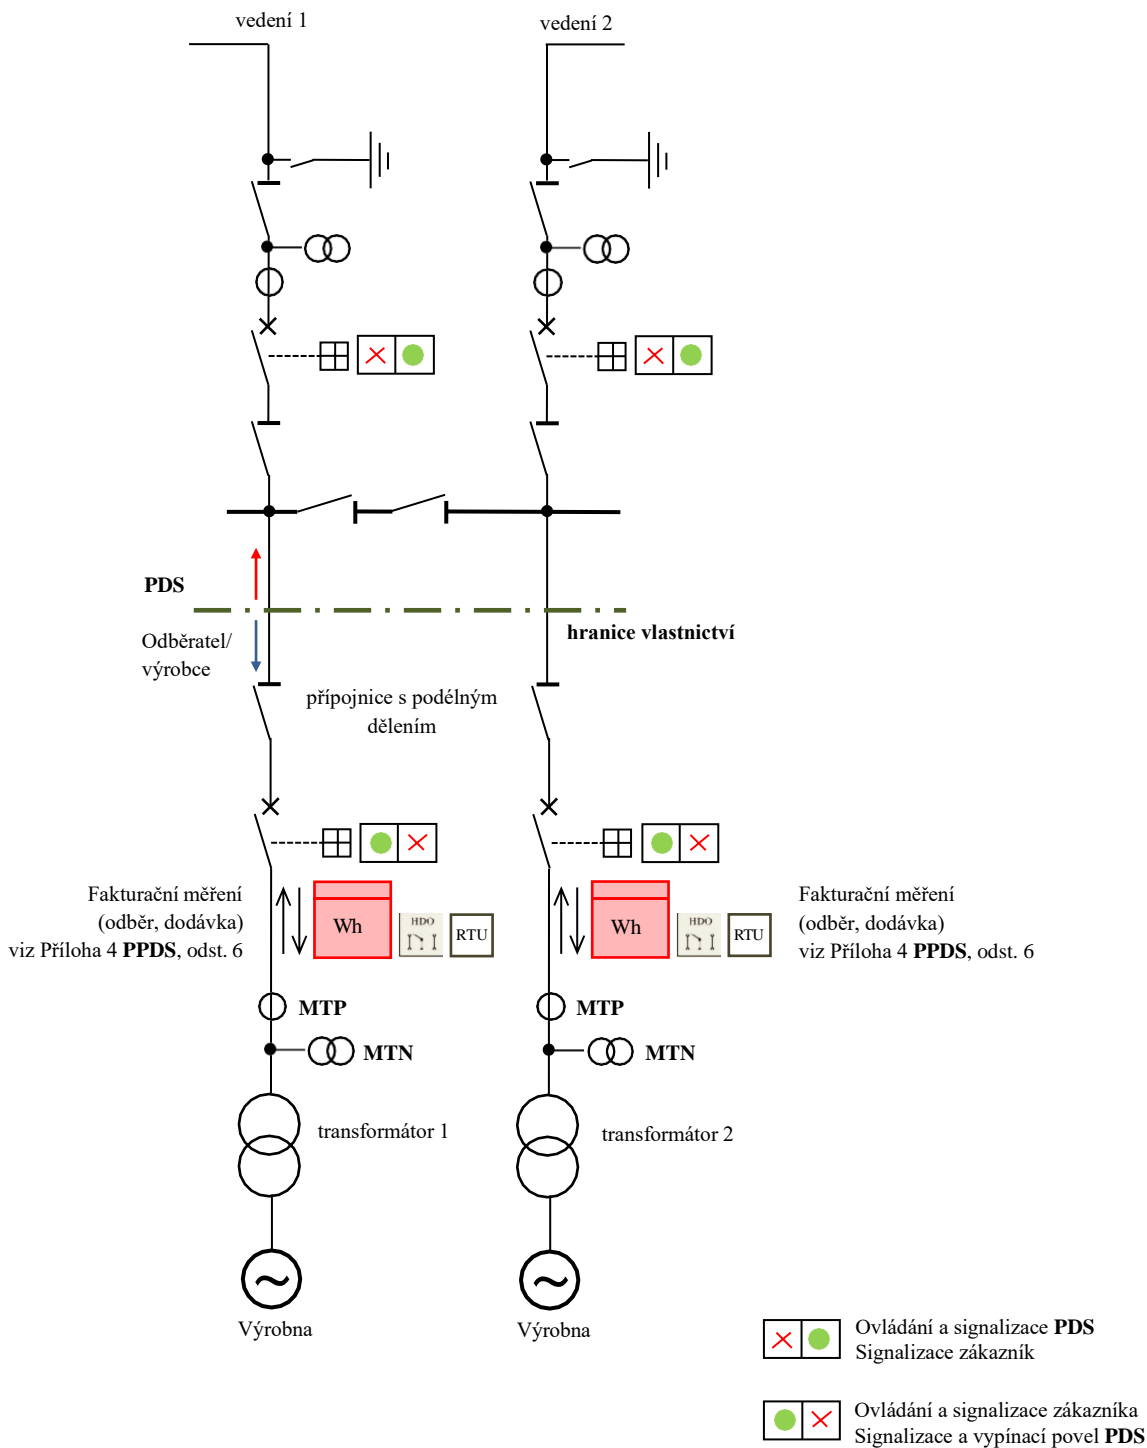 vedení 1
vedení 2
PDS
Odběratel/
výrobce
hranice vlastnictví
přípojnice s podélným
dělením
Fakturační měření
(odběr, dodávka)
viz Příloha 4 PPDS, odst. 6
Wh
HDO
RTU
Wh
HDO
RTU
Fakturační měření
(odběr, dodávka)
viz Příloha 4 PPDS, odst. 6
MTP
MTP
MTN
MTN
transformátor 1
transformátor 2
Výrobna
Výrobna
Ovládání a signalizace PDS
Signalizace zákazník
Ovládání a signalizace zákazníka
Signalizace a vypínací povel PDS